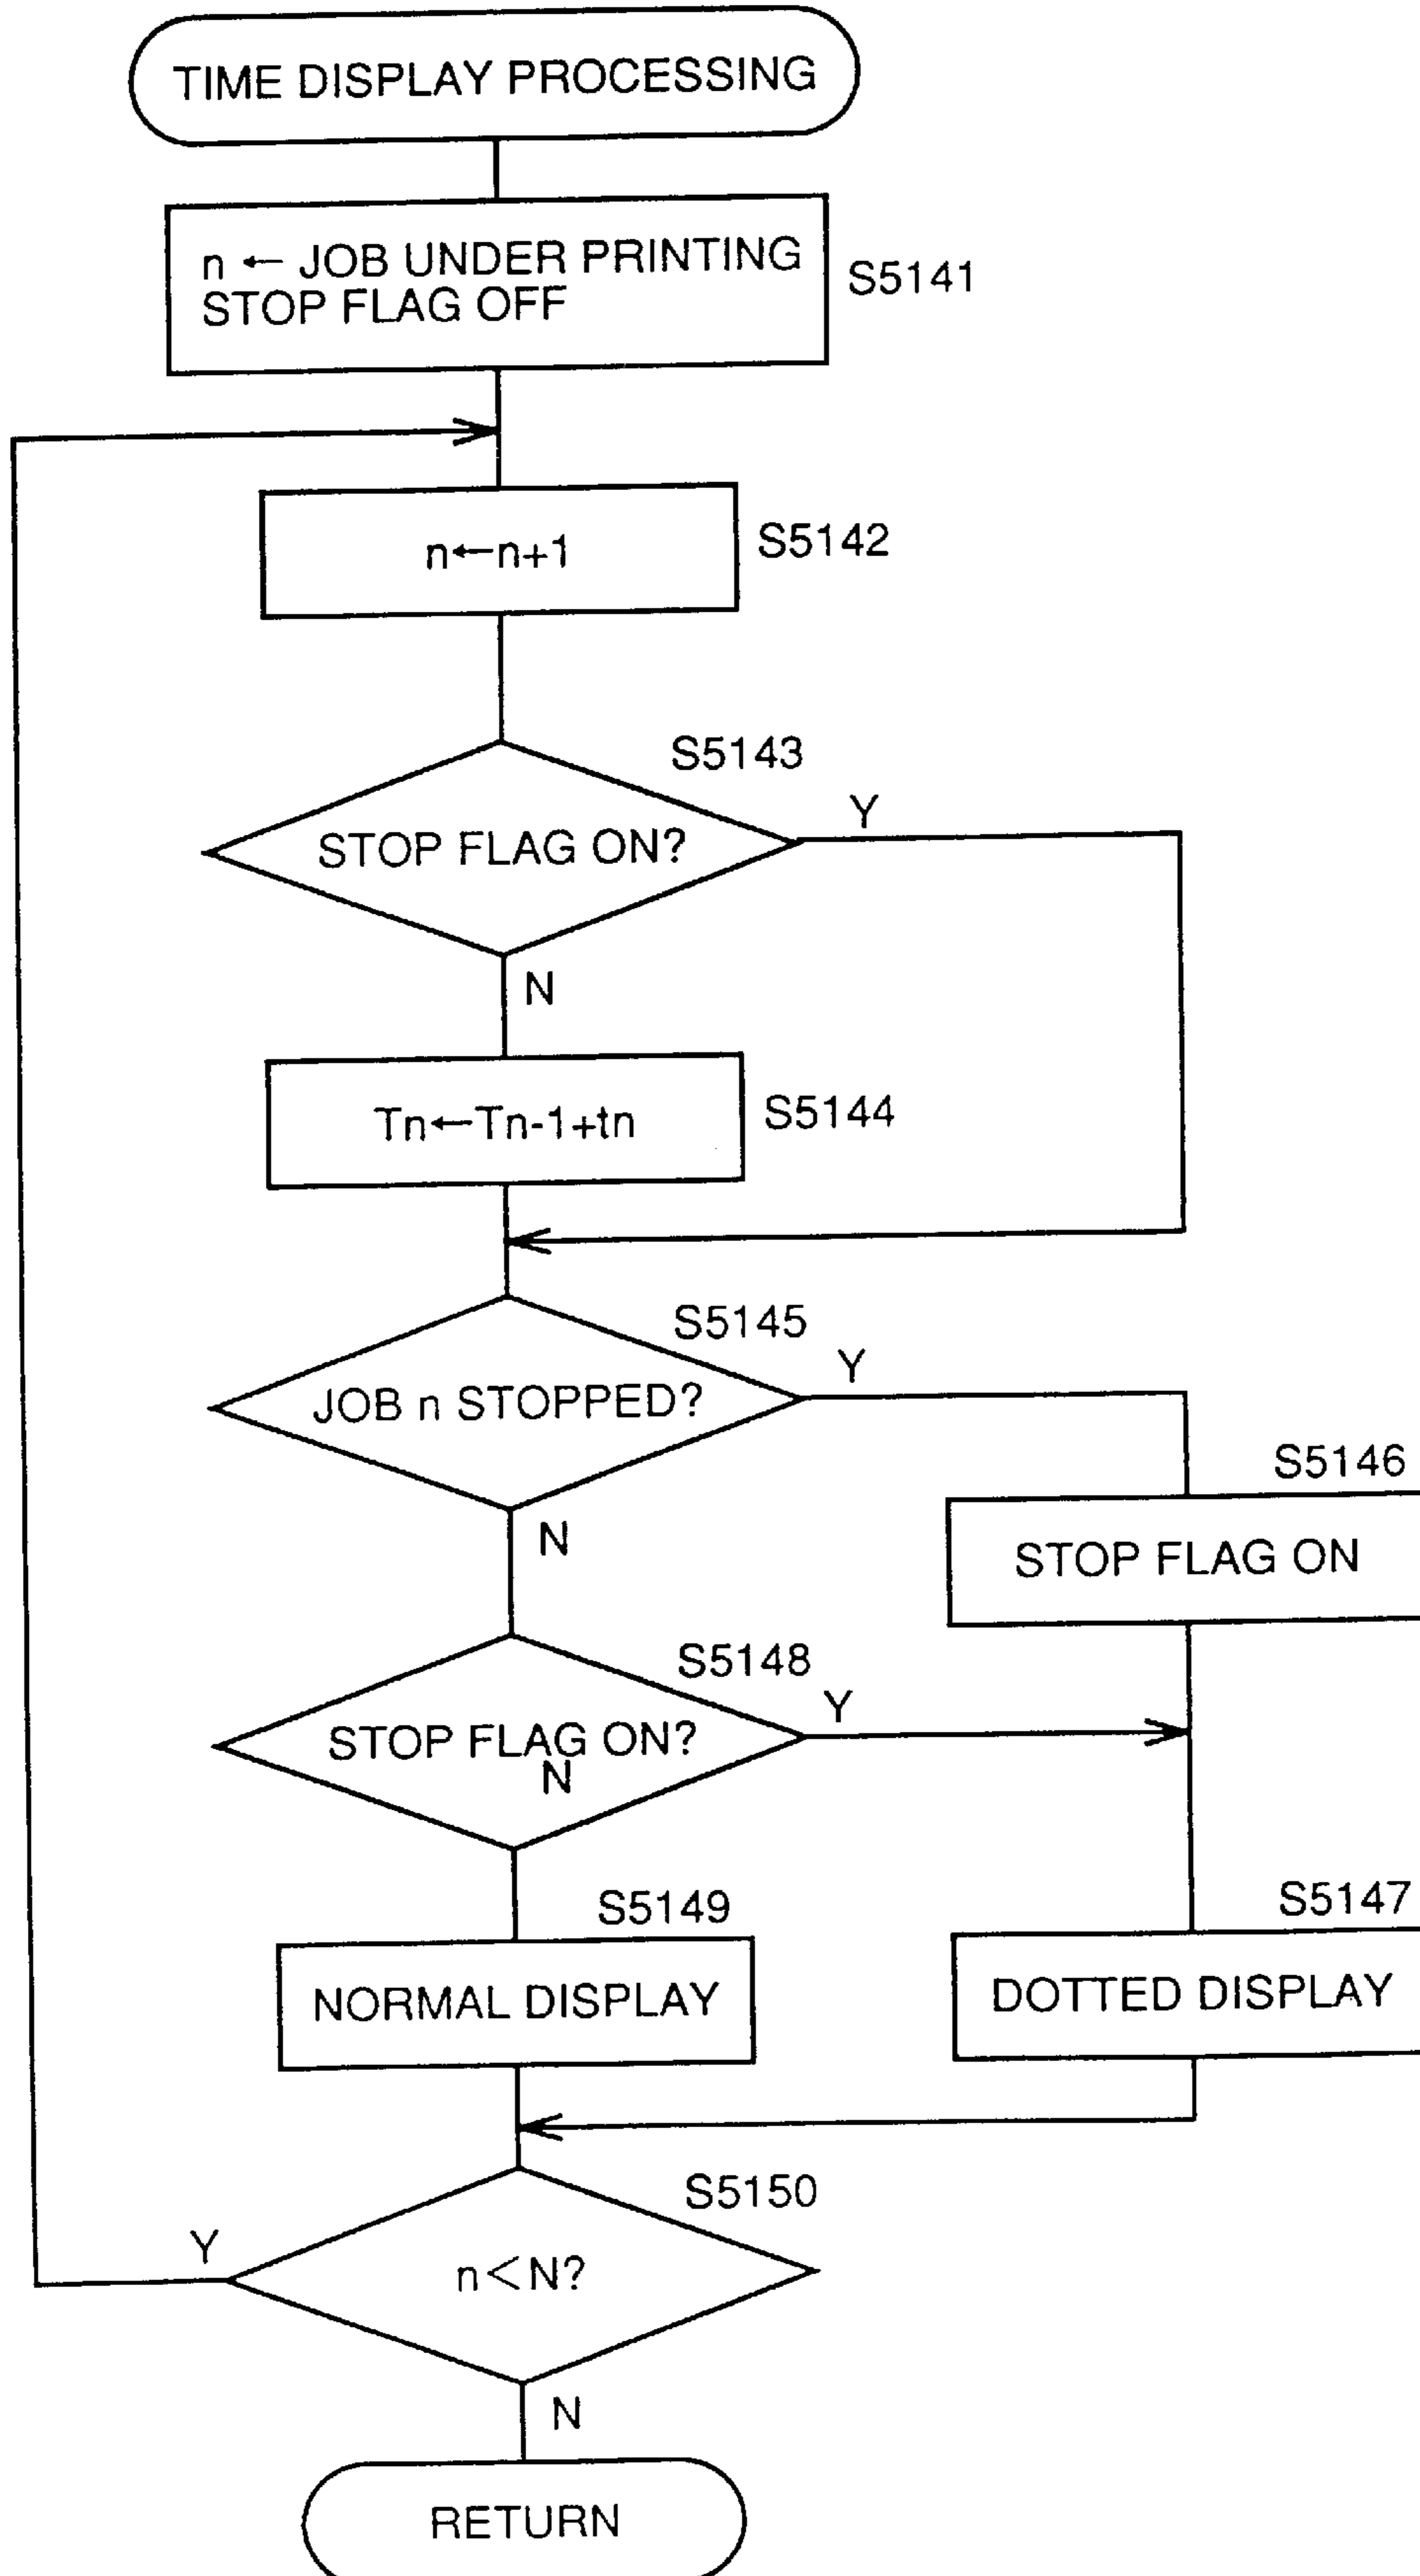 TIME DISPLAY PROCESSING
n ← JOB UNDER PRINTING
STOP FLAG OFF
S5141
n←n+1
S5142
S5143
STOP FLAG ON?
Y
N
Tn←Tn-1+tn
S5144
S5145
JOB n STOPPED?
Y
N
S5146
STOP FLAG ON
S5148
STOP FLAG ON?
Y
N
S5149
NORMAL DISPLAY
S5147
DOTTED DISPLAY
S5150
n<N?
Y
N
RETURN